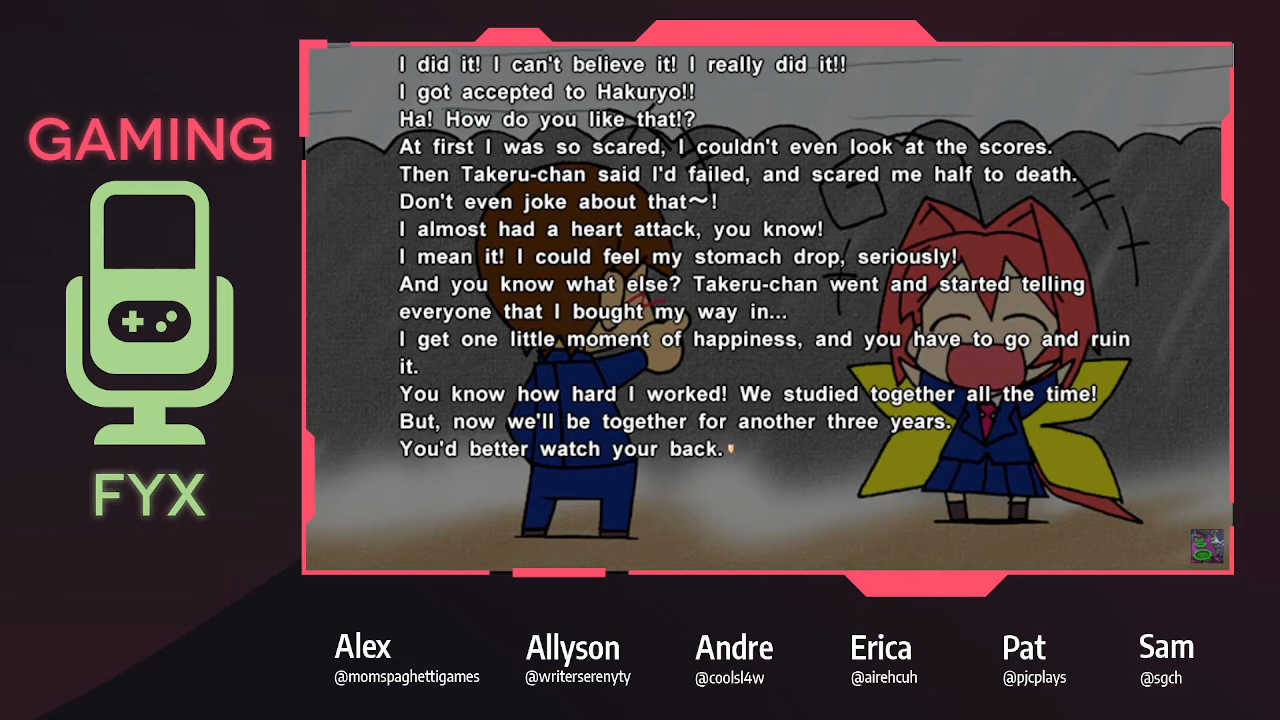 GAMING
FYX
I did it! I can't believe it! I really did it!!
I got accepted to Hakuryo!!
Ha! How do you like that!?
At first I was so scared, I couldn't even look at the scores.
Then Takeru-chan said I'd failed, and scared me half to death.
Don't even joke about that～!
I almost had a heart attack, you know!
I mean it! I could feel my stomach drop, seriously!
And you know what else? Takeru-chan went and started telling
everyone that I bought my way in...
I get one little moment of happiness, and you have to go and ruin
it.
You know how hard I worked! We studied together all the time!
But, now we'll be together for another three years.
You'd better watch your back.
Alex
@momspaghettigames
Allyson
@writerserenyty
Andre
@coolsl4w
Erica
@airehcuh
Pat
@pjcplays
Sam
@sgch